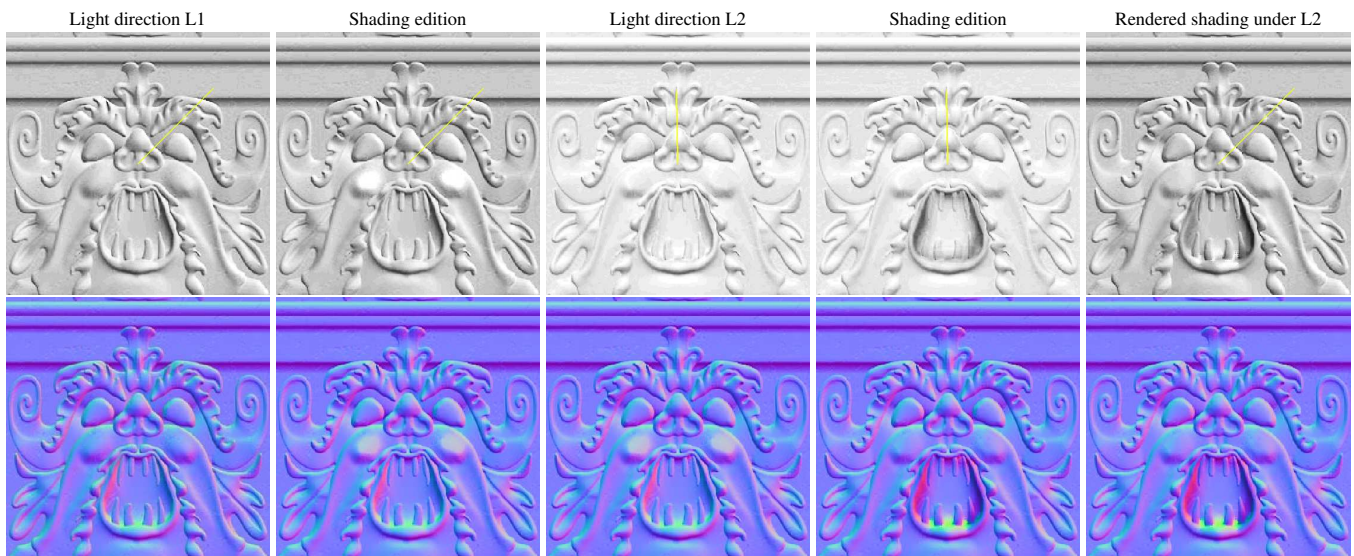 Light direction L1
Shading edition
Light direction L2
Shading edition
Rendered shading under L2